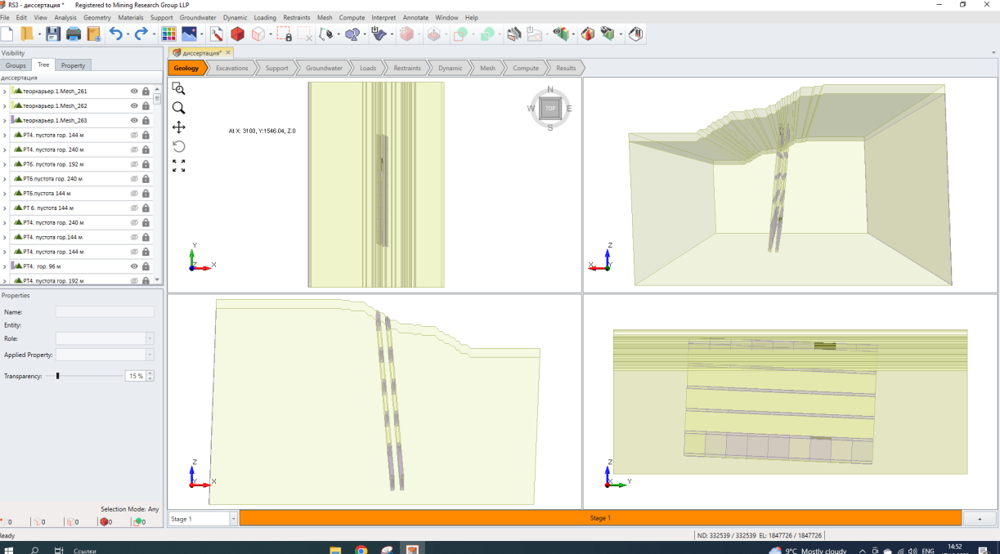 RS3 - диссертация * Registered to Mining Research Group LLP
File Edit View Analysis Geometry Materials Support Groundwater Dynamic Loading Restraints Mesh Compute Interpret Annotate Window Help
Visibility
диссертация* ×
Groups Tree Property
Geology Excavations Support Groundwater Loads Restraints Dynamic Mesh Compute Results
диссертация
теоркарьер.1.Mesh_261
теоркарьер.1.Mesh_262
теоркарьер.1.Mesh_263
РТ4. пустота гор. 144 м
РТ4. пустота гор. 240 м
РТ6. пустота гор. 192 м
РТ6.пустота гор. 240 м
РТ6.пустота 144 м
РТ 6. пустота 144 м
РТ4. пустота гор. 240 м
РТ4. пустота гор.144 м
РТ4. пустота гор. 144 м
РТ4. гор. 96 м
РТ4. пустота гор. 192 м
At X: 3100, Y:1546.04, Z:0
N
W TOP E
S
Y
Z X
Z
X Y
Z
Y X
Z
X Y
Properties
Name:
Entity:
Role:
Applied Property:
Transparency: 15 %
Selection Mode: Any
0 0 0 0 0
Stage 1 Stage 1 +
Ready
ND: 332539 / 332539 EL: 1847726 / 1847726
Ссылки
9°C Mostly cloudy
ENG
14:52